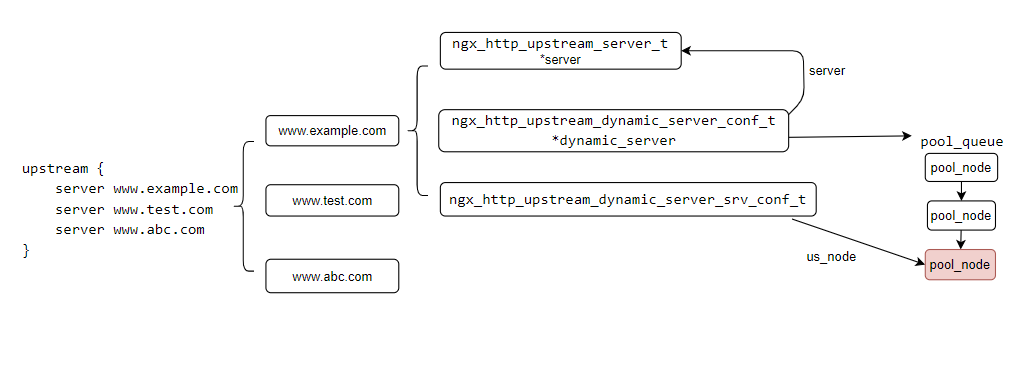 upstream {
server www.example.com
server www.test.com
server www.abc.com
}
www.example.com
www.test.com
www.abc.com
ngx_http_upstream_server_t
*server
ngx_http_upstream_dynamic_server_conf_t
*dynamic_server
ngx_http_upstream_dynamic_server_srv_conf_t
server
us_node
pool_queue
pool_node
pool_node
pool_node